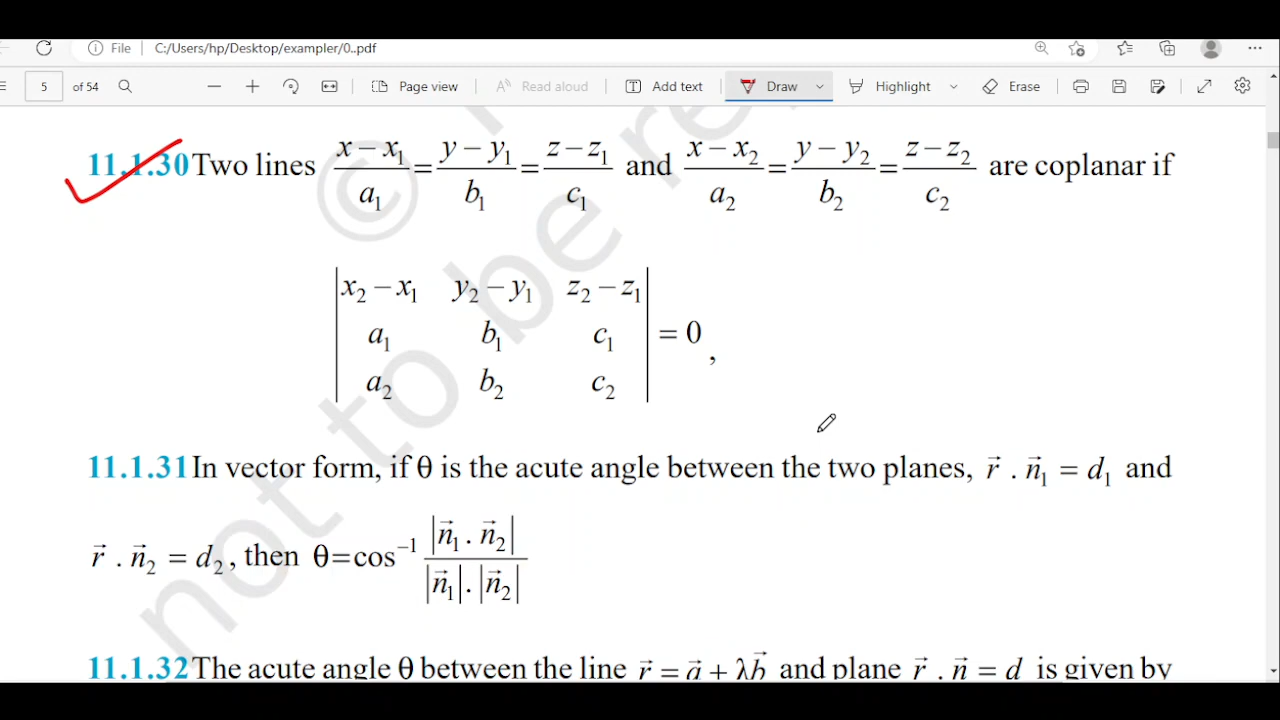 File C:/Users/hp/Desktop/exampler/0..pdf
5 of 54 Page view Read aloud Add text Draw Highlight Erase
11.1.30 Two lines (x − x₁)/a₁ = (y − y₁)/b₁ = (z − z₁)/c₁ and (x − x₂)/a₂ = (y − y₂)/b₂ = (z − z₂)/c₂ are coplanar if
| x₂ − x₁ y₂ − y₁ z₂ − z₁ |
| a₁ b₁ c₁ | = 0 ,
| a₂ b₂ c₂ |
11.1.31 In vector form, if θ is the acute angle between the two planes, r⃗ . n⃗₁ = d₁ and
r⃗ . n⃗₂ = d₂, then θ=cos⁻¹ |n⃗₁ . n⃗₂| / |n⃗₁| . |n⃗₂|
11.1.32 The acute angle θ between the line r⃗ = a⃗ + λb⃗ and plane r⃗ . n⃗ = d is given by
© 
not to be re